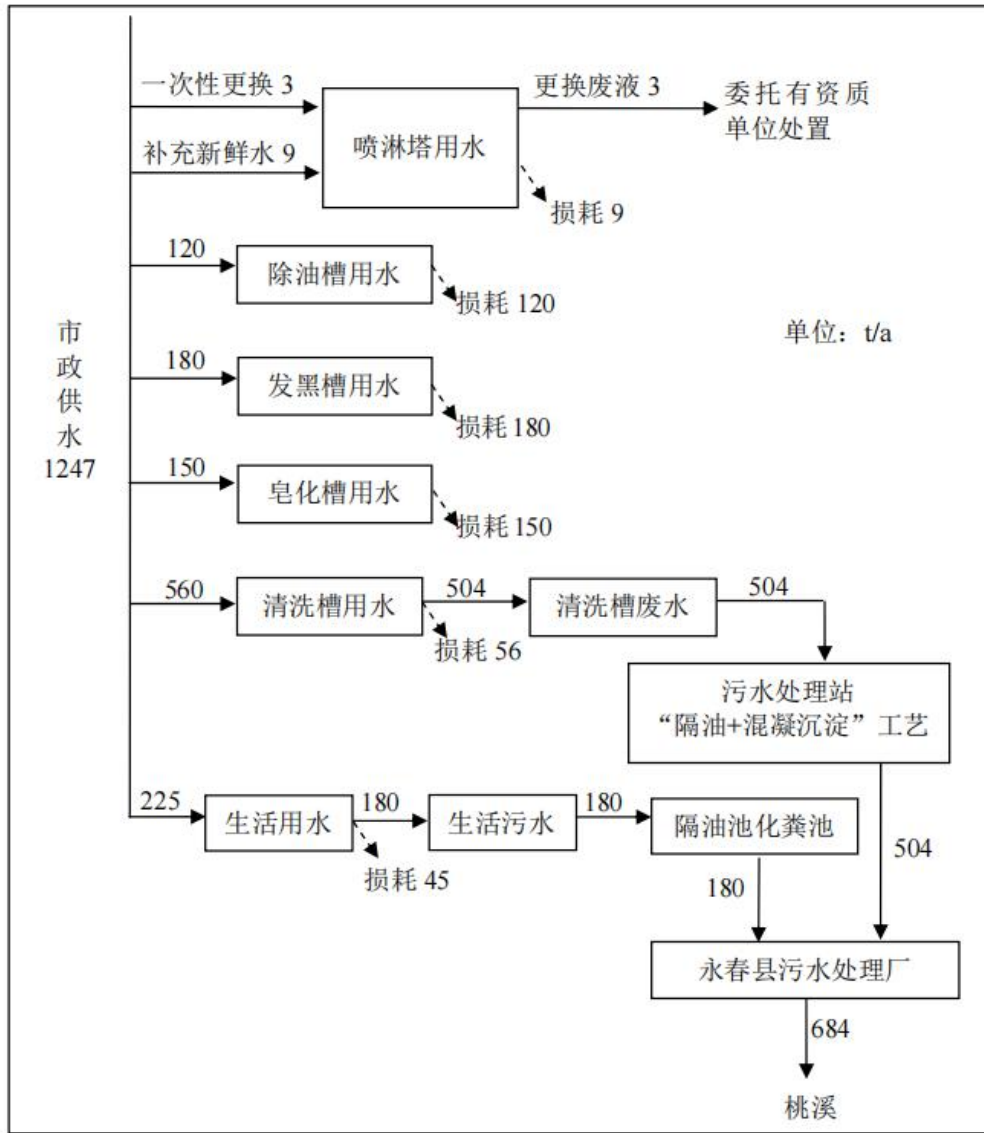 一次性更换 3
更换废液 3
委托有资质
单位处置
喷淋塔用水
补充新鲜水 9
损耗 9
120
除油槽用水
损耗 120
单位：t/a
市
政
供
水
1247
180
发黑槽用水
损耗 180
150
皂化槽用水
损耗 150
560
清洗槽用水
504
清洗槽废水
504
损耗 56
污水处理站
“隔油+混凝沉淀”工艺
225
生活用水
180
生活污水
180
隔油池化粪池
504
损耗 45
180
永春县污水处理厂
684
桃溪